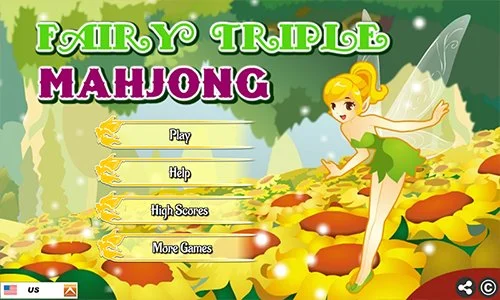 FAIRY TRIPLE
MAHJONG
Play
Help
High Scores
More Games
US
©